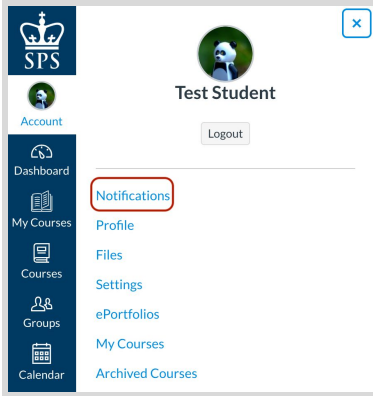 SPS
Account
Dashboard
My Courses
Courses
Groups
Calendar
×
Test Student
Logout
Notifications
Profile
Files
Settings
ePortfolios
My Courses
Archived Courses